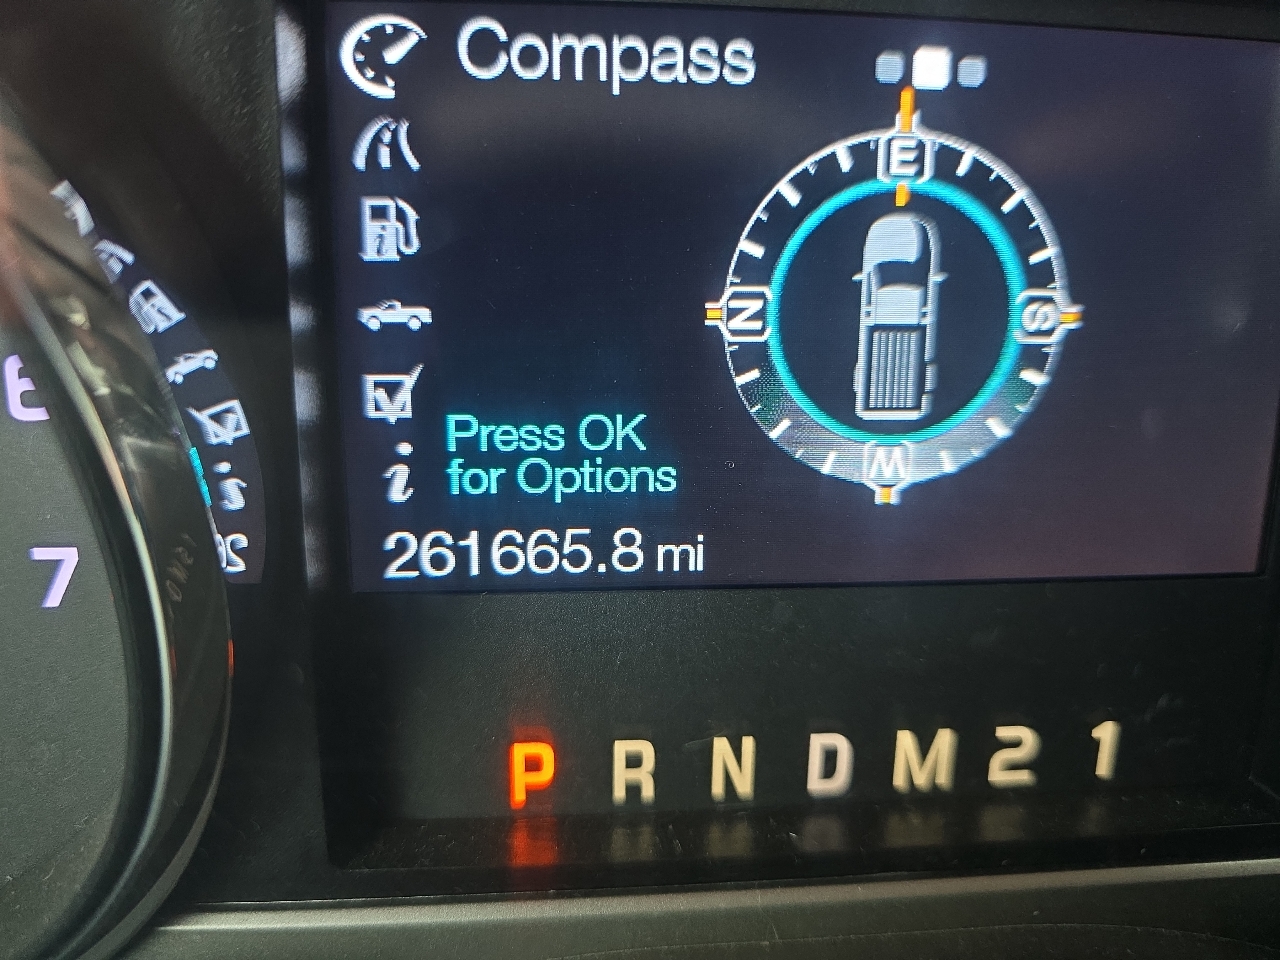 Compass
E
N
S
W
Press OK
for Options
261665.8 mi
7
P R N D M 2 1